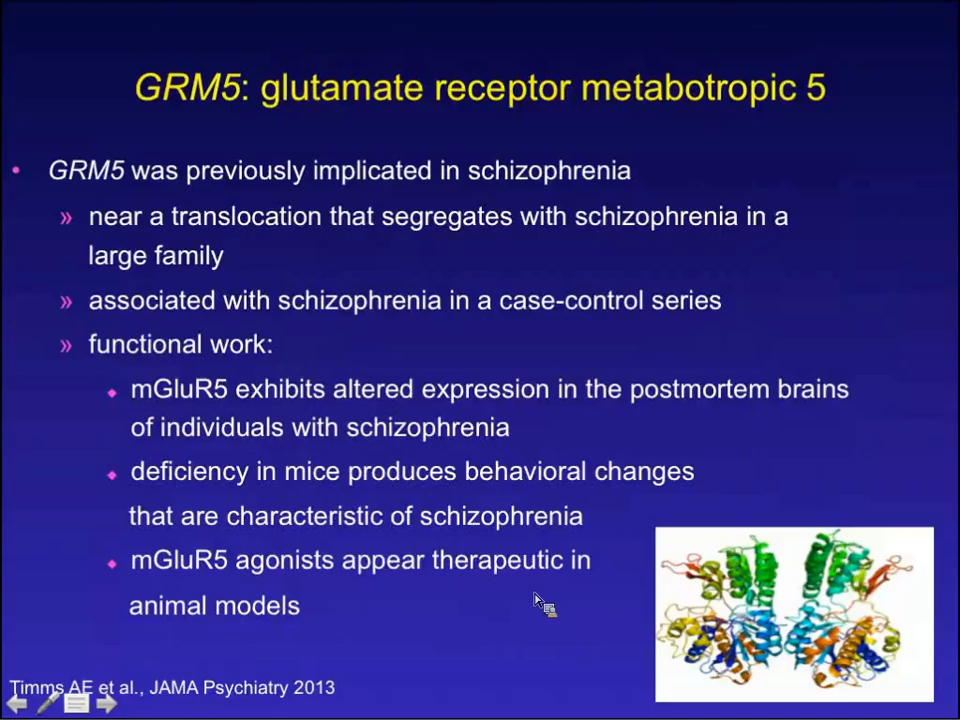 GRM5: glutamate receptor metabotropic 5
• GRM5 was previously implicated in schizophrenia
» near a translocation that segregates with schizophrenia in a
large family
» associated with schizophrenia in a case-control series
» functional work:
◆ mGluR5 exhibits altered expression in the postmortem brains
of individuals with schizophrenia
◆ deficiency in mice produces behavioral changes
that are characteristic of schizophrenia
◆ mGluR5 agonists appear therapeutic in
animal models
Timms AE et al., JAMA Psychiatry 2013